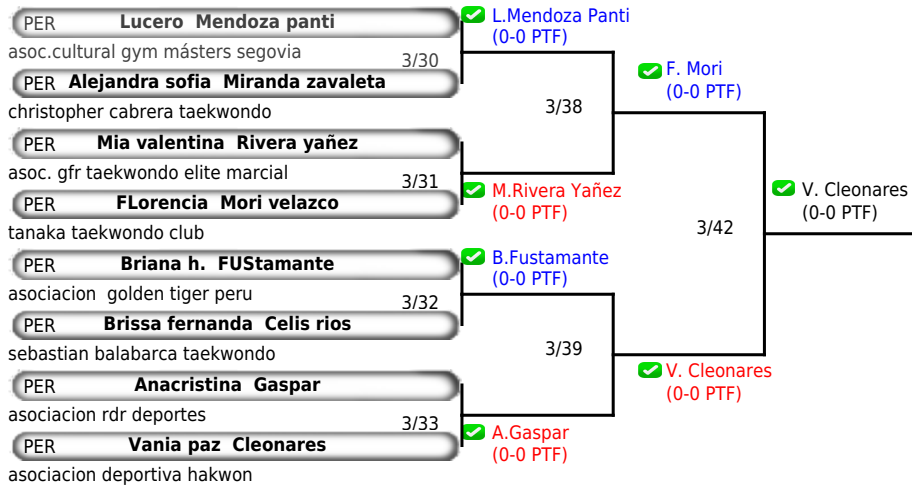 PER Lucero Mendoza panti
asoc.cultural gym másters segovia
3/30
PER Alejandra sofia Miranda zavaleta
christopher cabrera taekwondo
PER Mia valentina Rivera yañez
asoc. gfr taekwondo elite marcial
3/31
PER FLorencia Mori velazco
tanaka taekwondo club
PER Briana h. FUStamante
asociacion golden tiger peru
3/32
PER Brissa fernanda Celis rios
sebastian balabarca taekwondo
PER Anacristina Gaspar
asociacion rdr deportes
3/33
PER Vania paz Cleonares
asociacion deportiva hakwon
L.Mendoza Panti
(0-0 PTF)
3/38
M.Rivera Yañez
(0-0 PTF)
B.Fustamante
(0-0 PTF)
3/39
A.Gaspar
(0-0 PTF)
F. Mori
(0-0 PTF)
3/42
V. Cleonares
(0-0 PTF)
V. Cleonares
(0-0 PTF)